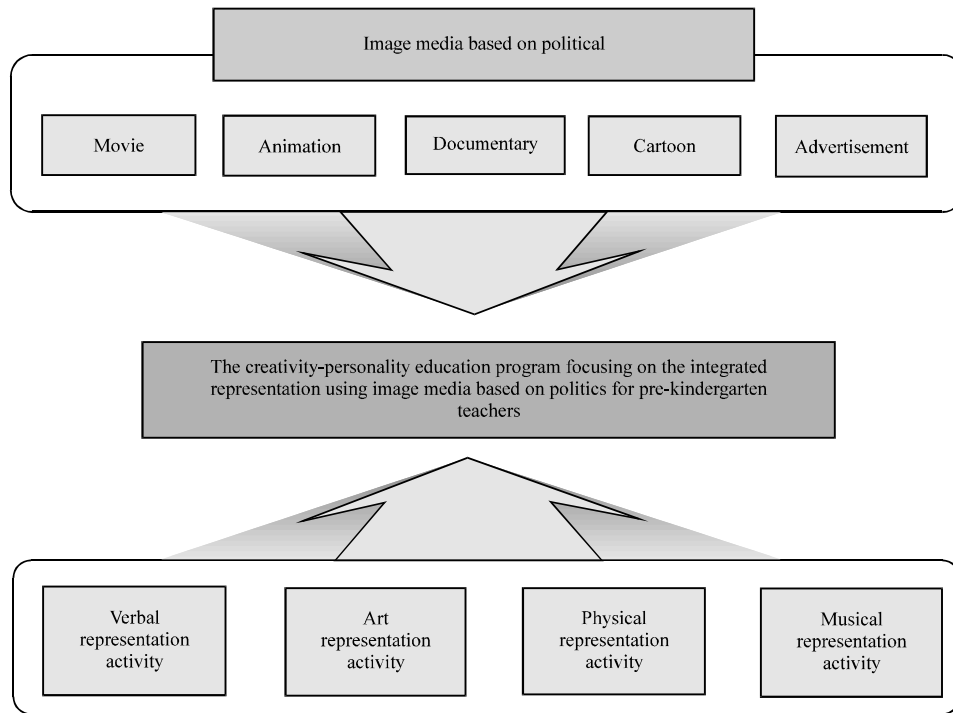 Image media based on political
Movie
Animation
Documentary
Cartoon
Advertisement
The creativity-personality education program focusing on the integrated
representation using image media based on politics for pre-kindergarten
teachers
Verbal
representation
activity
Art
representation
activity
Physical
representation
activity
Musical
representation
activity